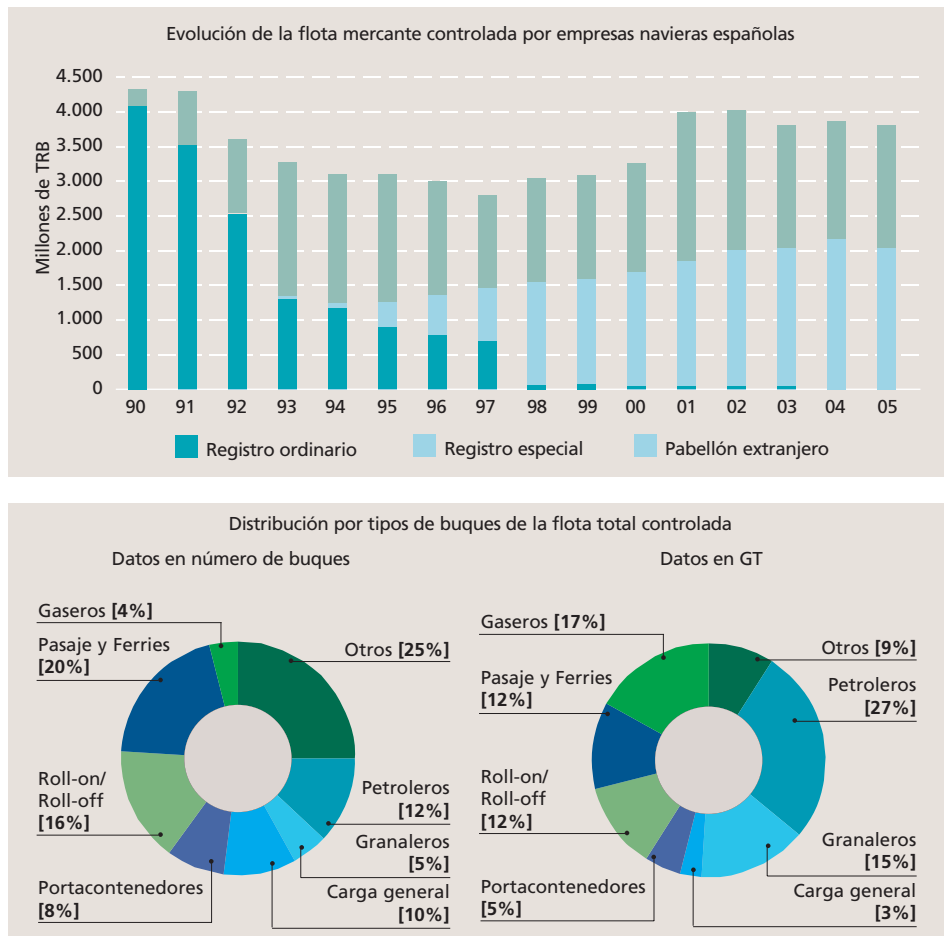 Evolución de la flota mercante controlada por empresas navieras españolas
Millones de TRB
4.500
4.000
3.500
3.000
2.500
2.000
1.500
1.000
500
0
90 91 92 93 94 95 96 97 98 99 00 01 02 03 04 05
Registro ordinario Registro especial Pabellón extranjero
Distribución por tipos de buques de la flota total controlada
Datos en número de buques
Gaseros [4%]
Pasaje y Ferries
[20%]
Roll-on/
Roll-off
[16%]
Portacontenedores
[8%]
Otros [25%]
Petroleros
[12%]
Granaleros
[5%]
Carga general
[10%]
Datos en GT
Gaseros [17%]
Pasaje y Ferries
[12%]
Roll-on/
Roll-off
[12%]
Portacontenedores
[5%]
Otros [9%]
Petroleros
[27%]
Granaleros
[15%]
Carga general
[3%]